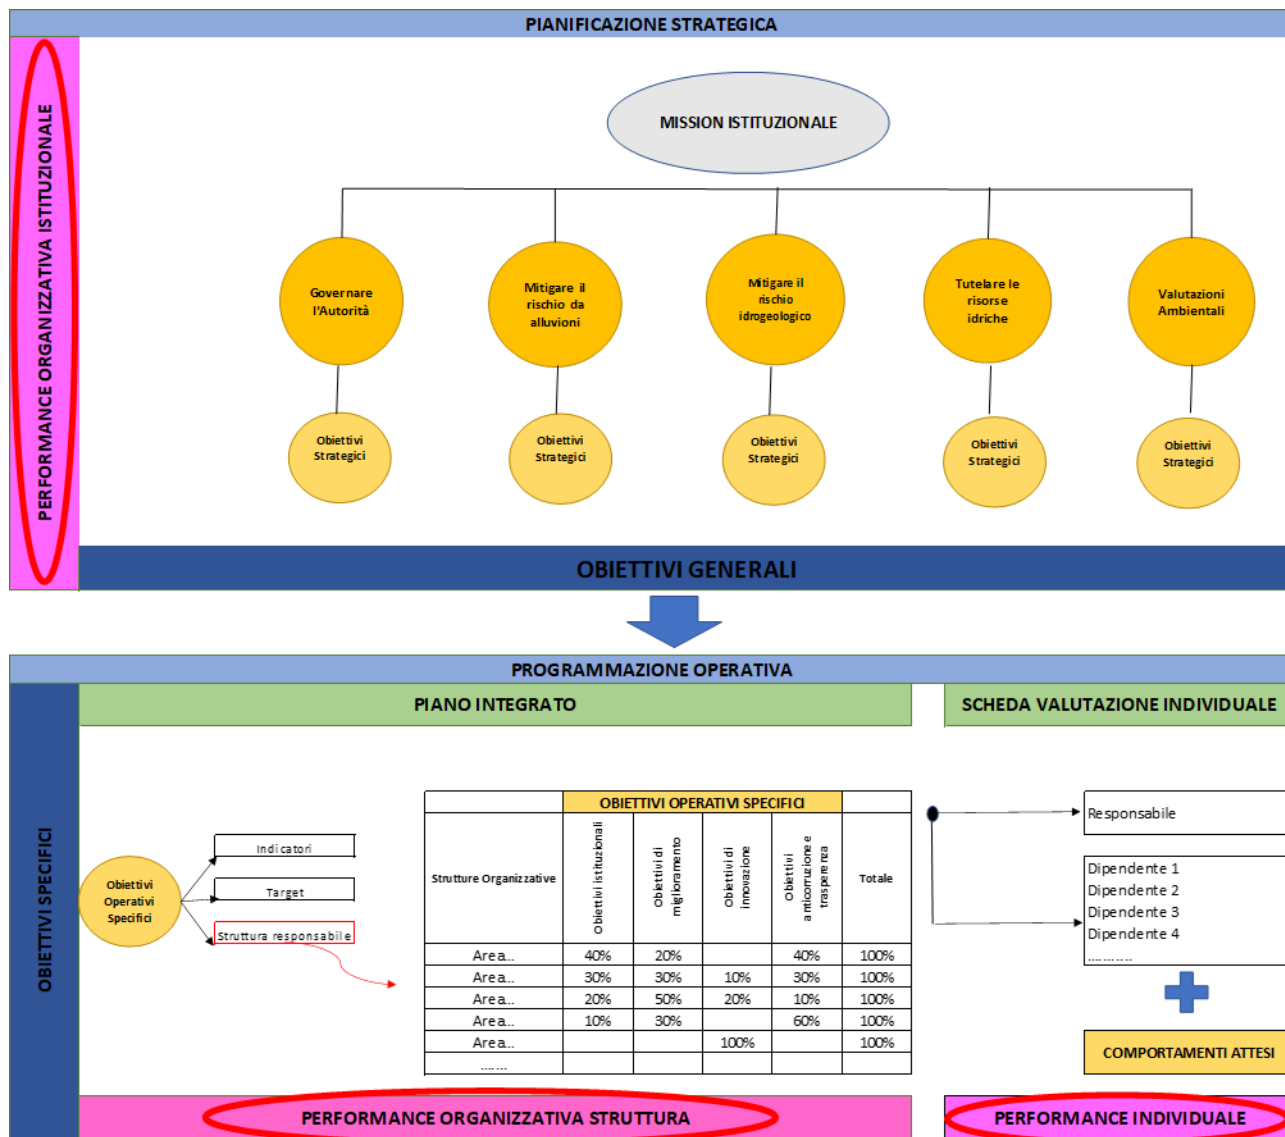 PIANIFICAZIONE STRATEGICA
PERFORMANCE ORGANIZZATIVA ISTITUZIONALE
MISSION ISTITUZIONALE
Governare
l'Autorità
Mitigare il
rischio da
alluvioni
Mitigare il
rischio
idrogeologico
Tutelare le
risorse
idriche
Valutazioni
Ambientali
Obiettivi
Strategici
Obiettivi
Strategici
Obiettivi
Strategici
Obiettivi
Strategici
Obiettivi
Strategici
OBIETTIVI GENERALI
PROGRAMMAZIONE OPERATIVA
PIANO INTEGRATO
SCHEDA VALUTAZIONE INDIVIDUALE
OBIETTIVI SPECIFICI
Obiettivi
Operativi
Specifici
Indicatori
Target
Struttura responsabile
OBIETTIVI OPERATIVI SPECIFICI
Strutture Organizzative
Obiettivi istituzionali
Obiettivi di
miglioramento
Obiettivi di
innovazione
Obiettivi
anticorruzione e
trasperenza
Totale
Area... 40% 20% 40% 100%
Area... 30% 30% 10% 30% 100%
Area... 20% 50% 20% 10% 100%
Area... 10% 30% 60% 100%
Area... 100% 100%
.......
Responsabile
Dipendente 1
Dipendente 2
Dipendente 3
Dipendente 4
...........
COMPORTAMENTI ATTESI
PERFORMANCE ORGANIZZATIVA STRUTTURA
PERFORMANCE INDIVIDUALE